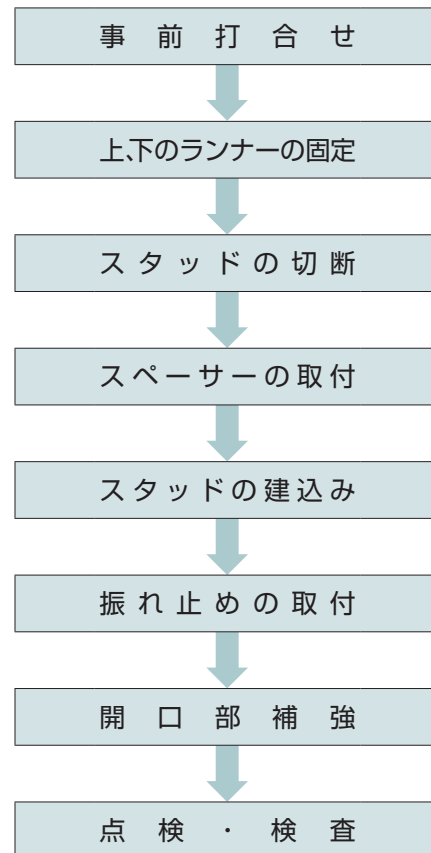 事前打合せ
上、下のランナーの固定
スタッドの切断
スペーサーの取付
スタッドの建込み
振れ止めの取付
開口部補強
点検・検査